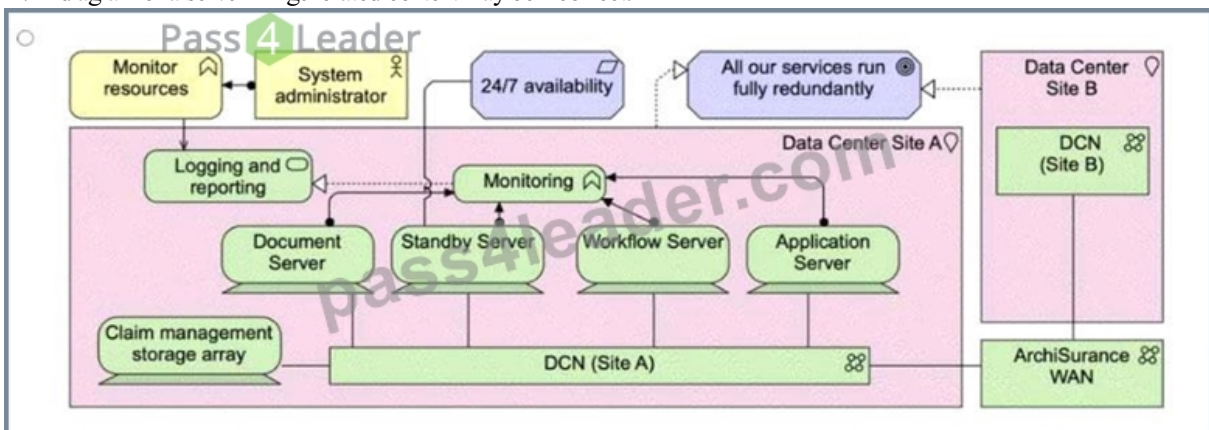 Pass 4 Leader
Monitor
resources
System
administrator
24/7 availability
All our services run
fully redundantly
Data Center
Site B
Data Center Site A
DCN
(Site B)
Logging and
reporting
Monitoring
Document
Server
Standby Server
Workflow Server
Application
Server
pass4leader.com
Claim management
storage array
DCN (Site A)
ArchiSurance
WAN